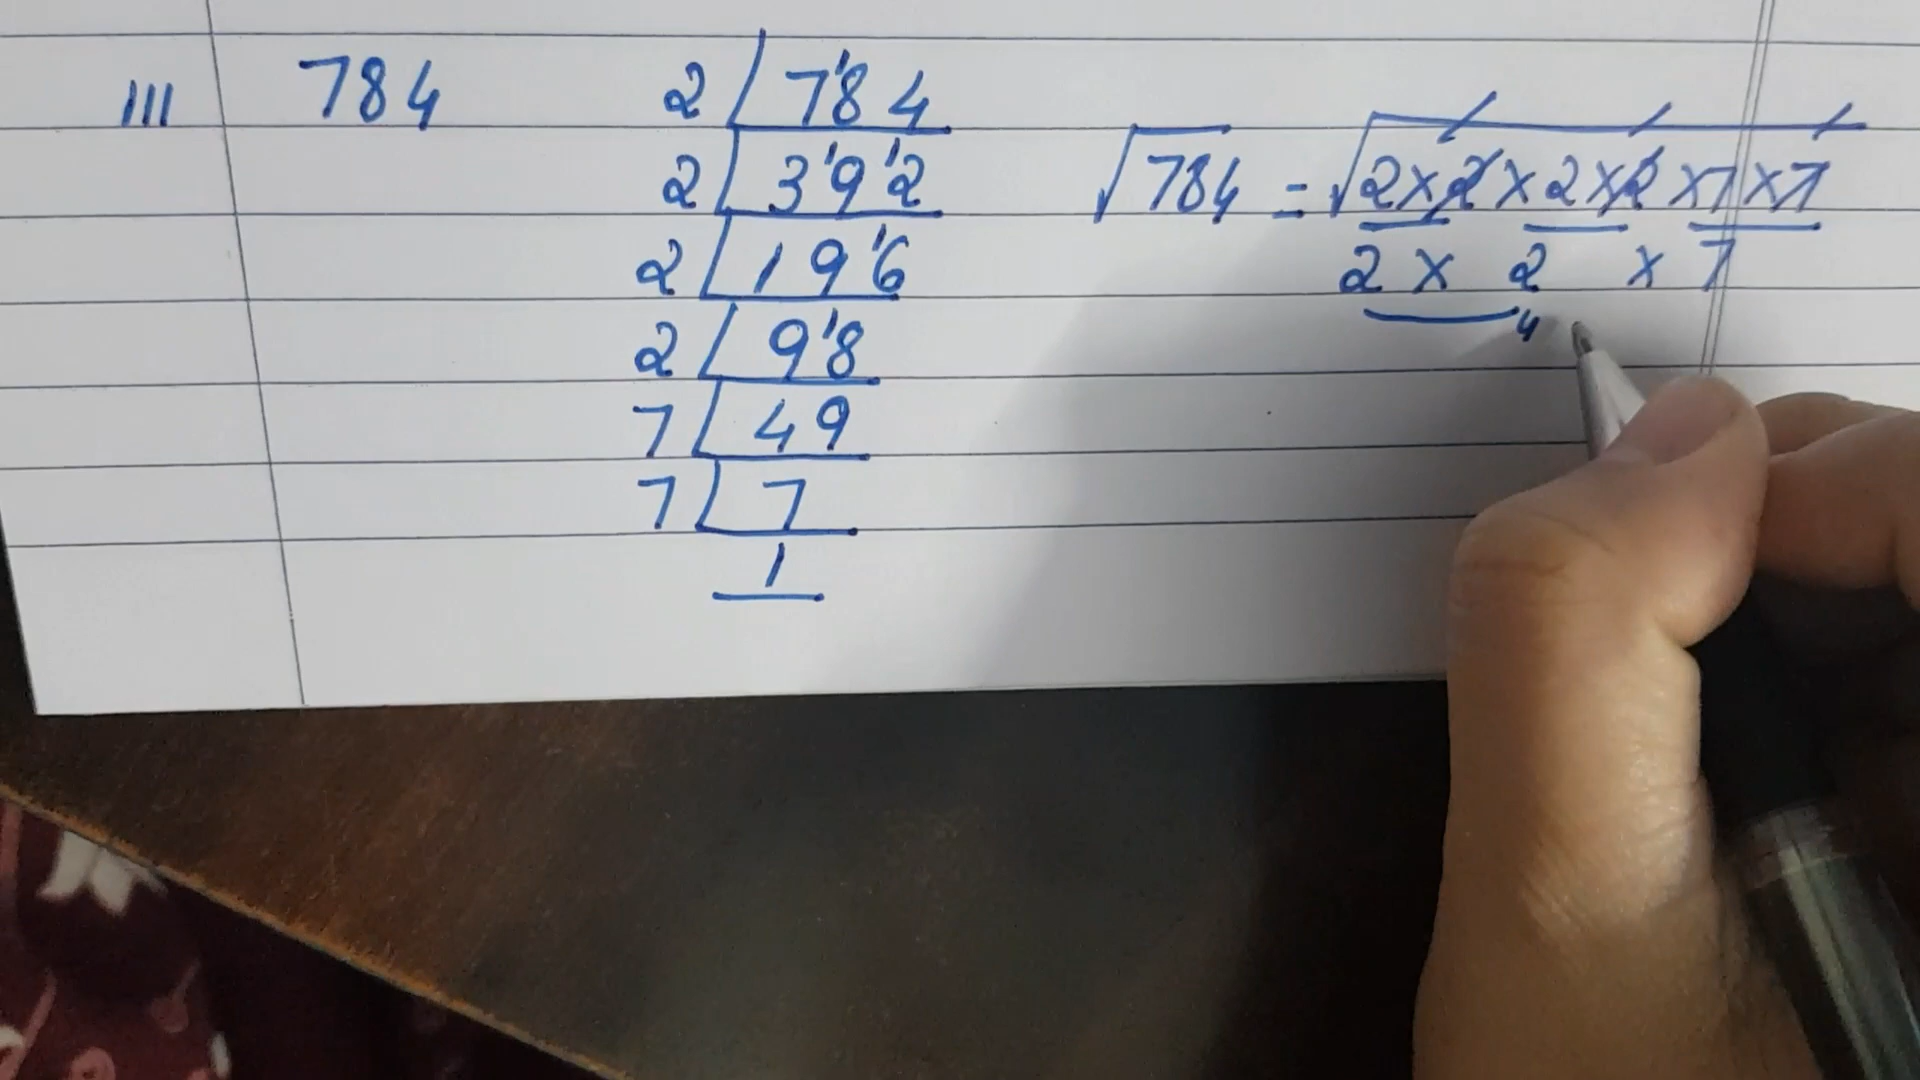 III 784 2 784 
2 392 √784 = √2×2×2×2×7×7
2 196 2 × 2 × 7
2 98 4
7 49
7 7
1